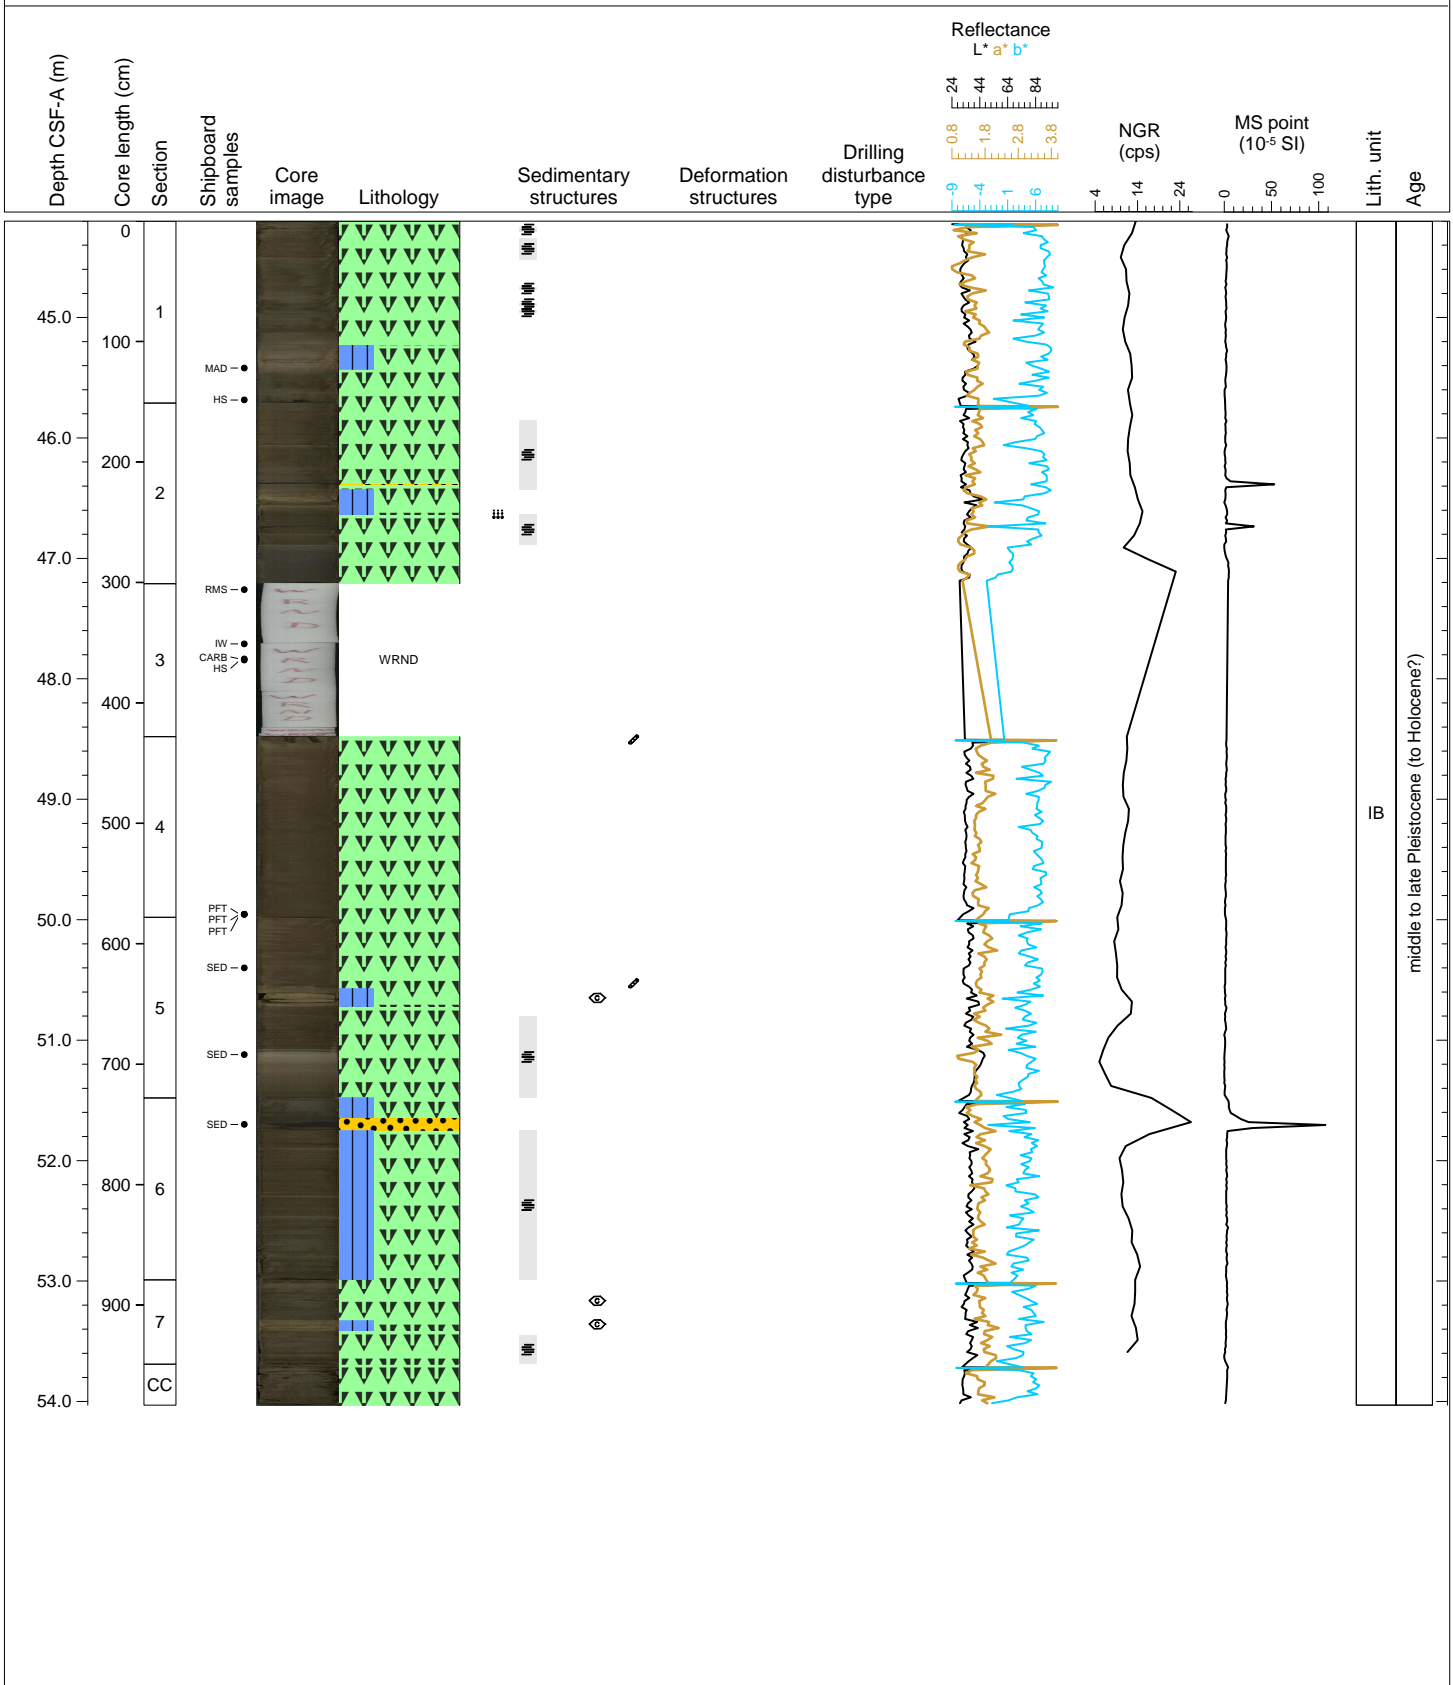 Depth CSF-A (m)
Core length (cm)
Section
Shipboard
samples
Core
image
Lithology
Sedimentary
structures
Deformation
structures
Drilling
disturbance
type
Reflectance
L* a* b*
24 44 64 84
0.8 1.8 2.8 3.8
-9 -4 1 6
NGR
(cps)
4 14 24
MS point
(10-5 SI)
0 50 100
Lith. unit
Age
0
1
45.0
100
MAD
HS
46.0
200
2
47.0
300
RMS
IW
CARB
HS
3
WRND
48.0
400
49.0
500
4
IB
middle to late Pleistocene (to Holocene?)
PFT
PFT
PFT
50.0
600
SED
C
5
51.0
SED
700
SED
52.0
800
6
53.0
900
C
7
C
CC
54.0